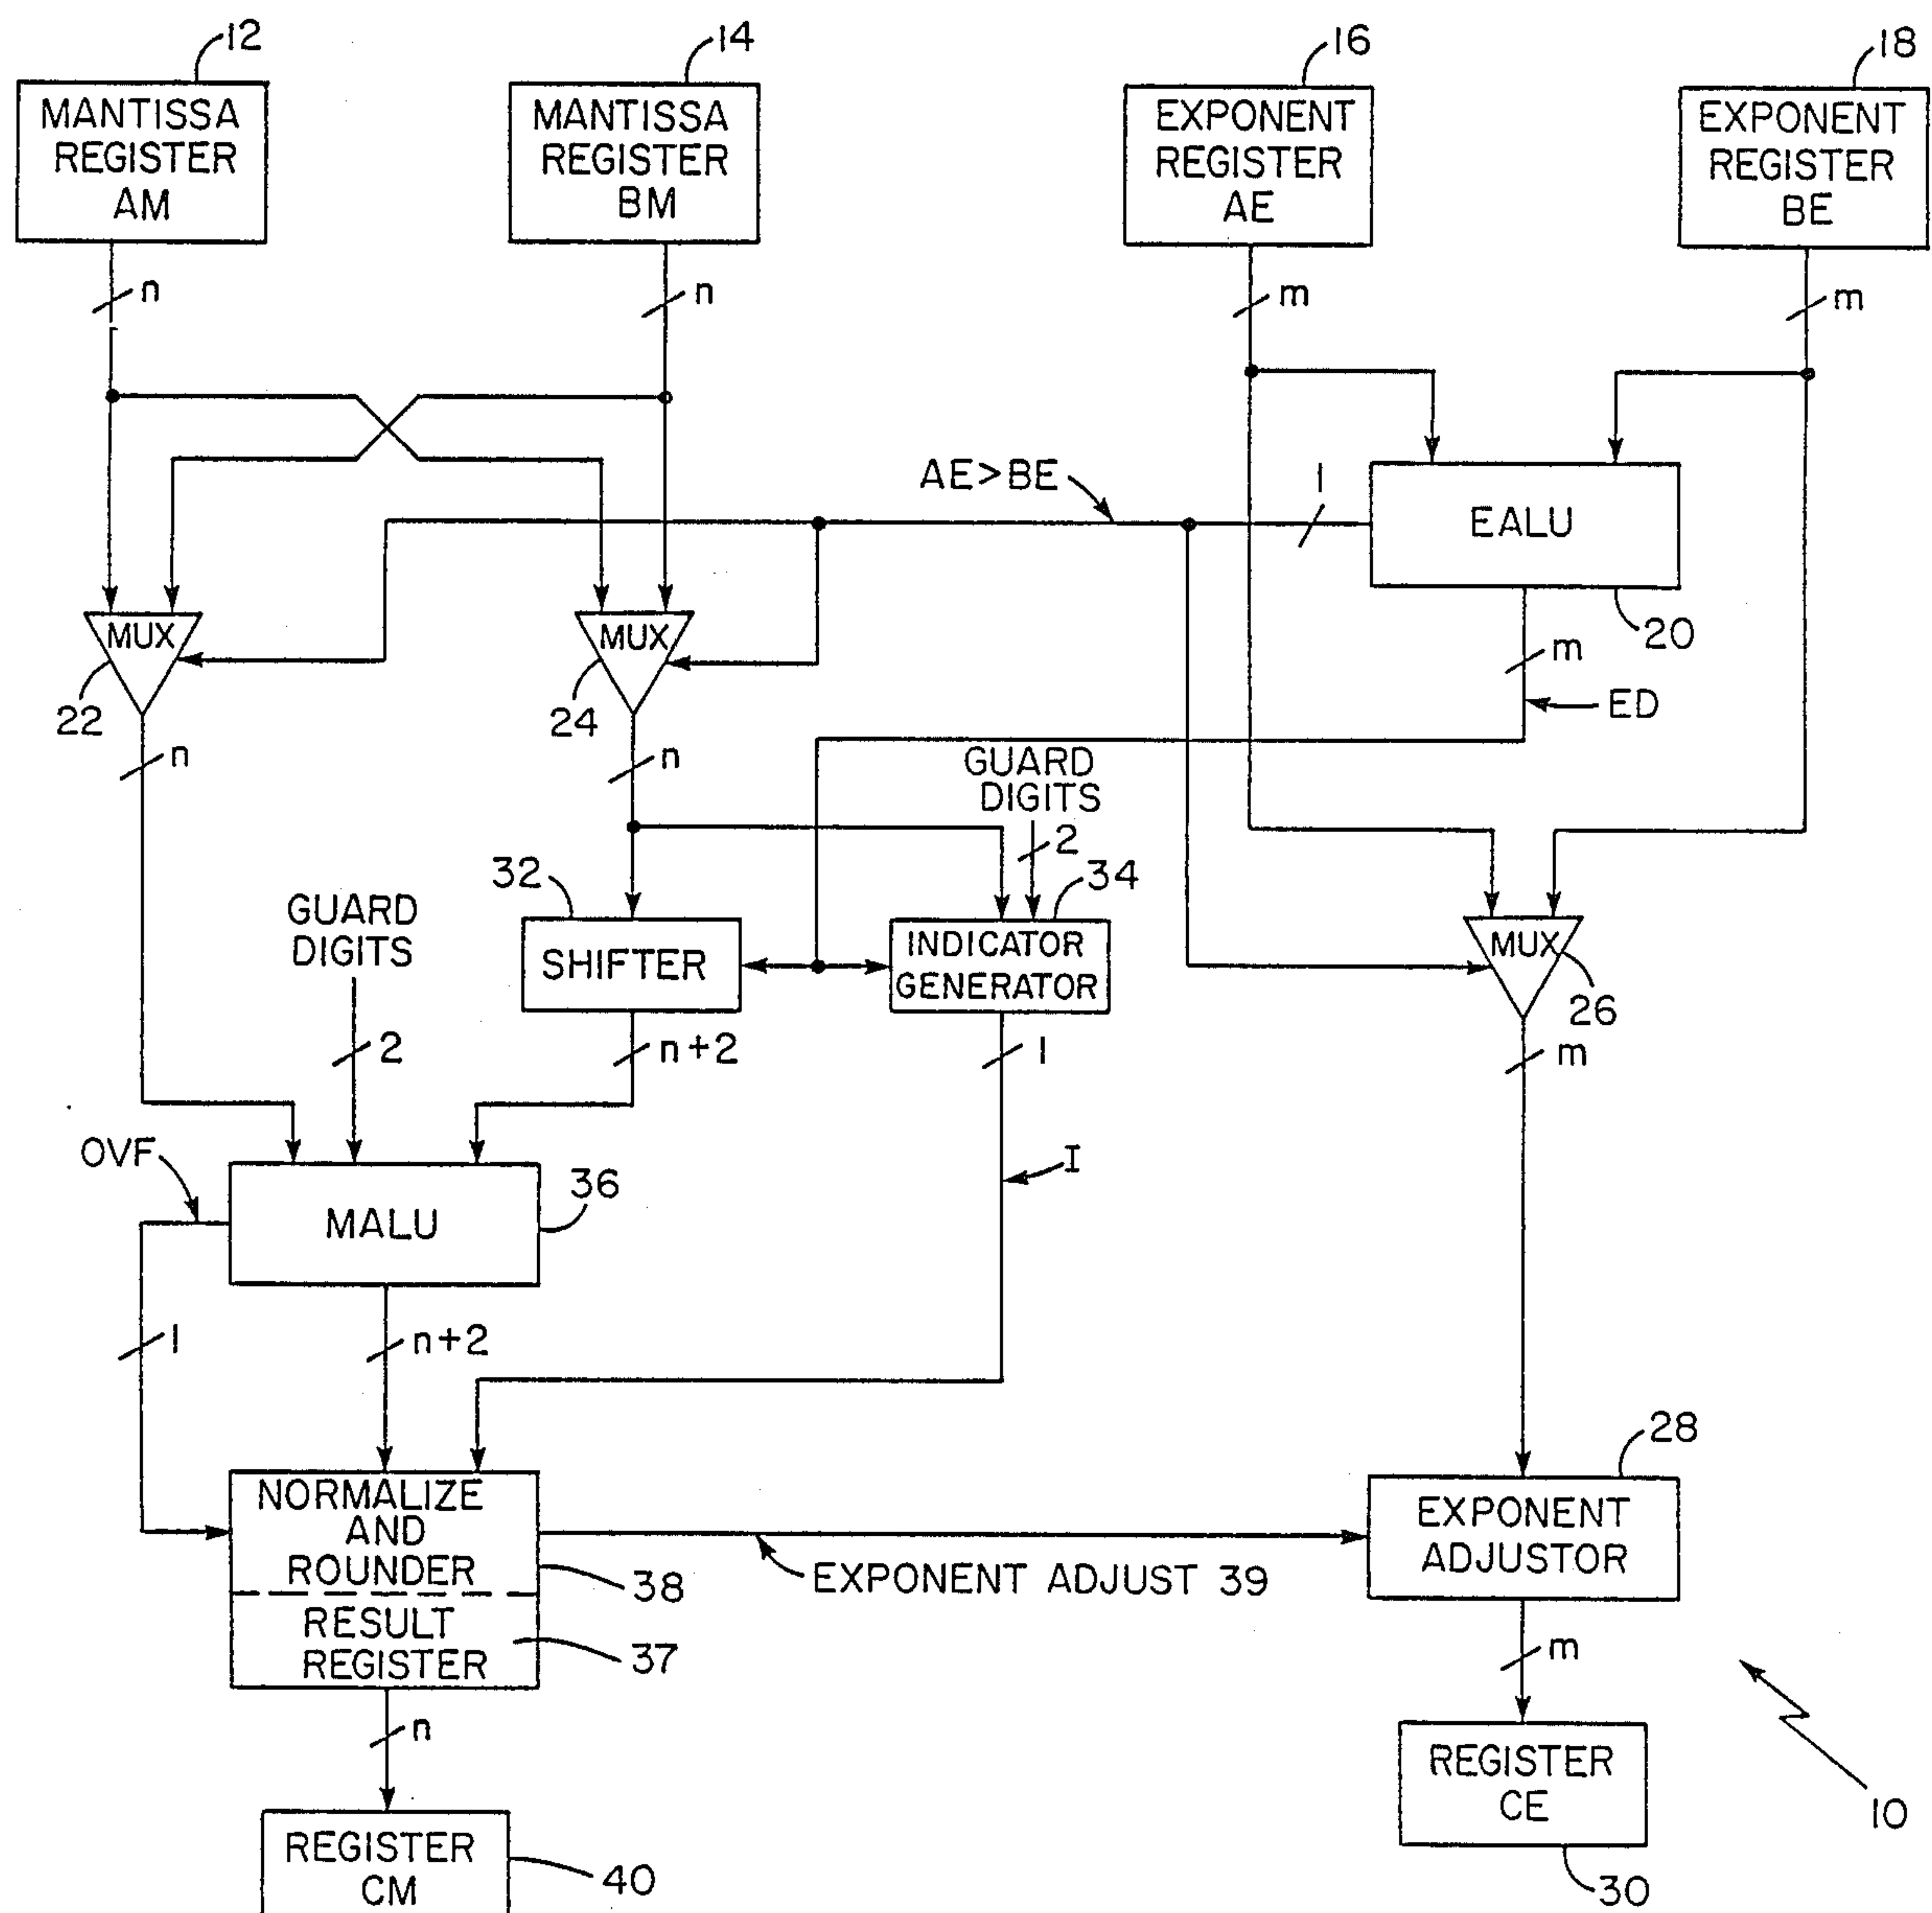 12
14
16
18
MANTISSA
REGISTER
AM
MANTISSA
REGISTER
BM
EXPONENT
REGISTER
AE
EXPONENT
REGISTER
BE
n
n
m
m
AE>BE
1
EALU
20
MUX
22
MUX
24
m
ED
n
n
GUARD
DIGITS
2
32
34
GUARD
DIGITS
SHIFTER
INDICATOR
GENERATOR
MUX
26
2
n+2
1
m
OVF
MALU
36
I
1
n+2
28
NORMALIZE
AND
ROUNDER
38
EXPONENT ADJUST 39
EXPONENT
ADJUSTOR
RESULT
REGISTER
37
m
n
REGISTER
CE
10
REGISTER
CM
40
30